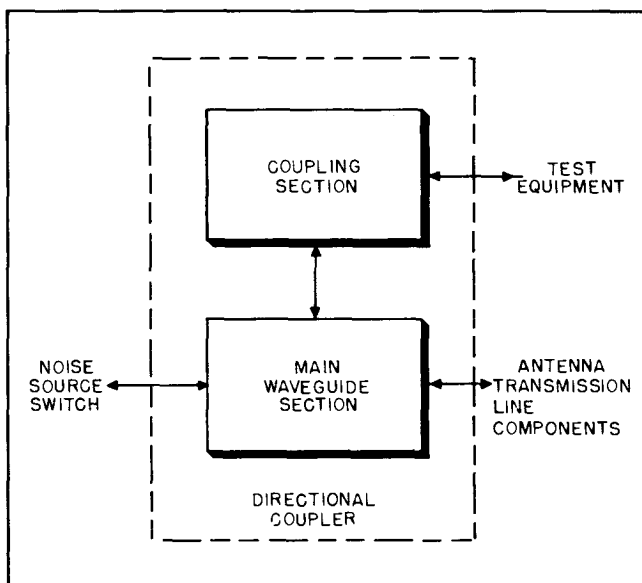 COUPLING
SECTION
TEST
EQUIPMENT
NOISE
SOURCE
SWITCH
MAIN
WAVEGUIDE
SECTION
ANTENNA
TRANSMISSION
LINE
COMPONENTS
DIRECTIONAL
COUPLER